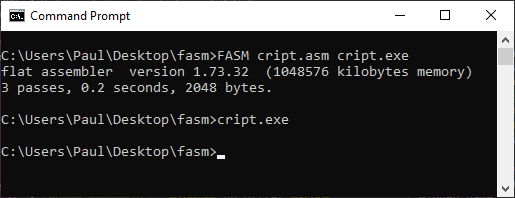 Command Prompt
C:\Users\Paul\Desktop\fasm>FASM cript.asm cript.exe
flat assembler  version 1.73.32  (1048576 kilobytes memory)
3 passes, 0.2 seconds, 2048 bytes.
C:\Users\Paul\Desktop\fasm>cript.exe
C:\Users\Paul\Desktop\fasm>